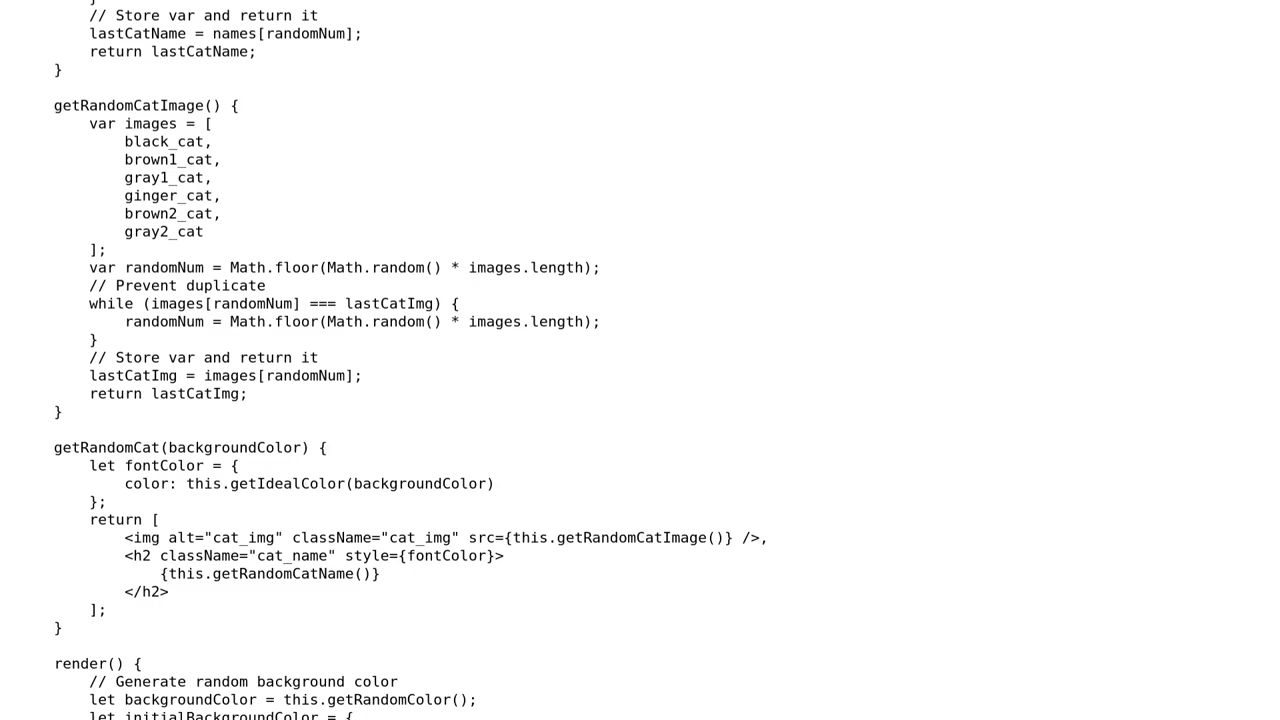 }
// Store var and return it
lastCatName = names[randomNum];
return lastCatName;
}
getRandomCatImage() {
var images = [
black_cat,
brown1_cat,
gray1_cat,
ginger_cat,
brown2_cat,
gray2_cat
];
var randomNum = Math.floor(Math.random() * images.length);
// Prevent duplicate
while (images[randomNum] === lastCatImg) {
randomNum = Math.floor(Math.random() * images.length);
}
// Store var and return it
lastCatImg = images[randomNum];
return lastCatImg;
}
getRandomCat(backgroundColor) {
let fontColor = {
color: this.getIdealColor(backgroundColor)
};
return [
<img alt="cat_img" className="cat_img" src={this.getRandomCatImage()} />,
<h2 className="cat_name" style={fontColor}>
{this.getRandomCatName()}
</h2>
];
}
render() {
// Generate random background color
let backgroundColor = this.getRandomColor();
let initialBackgroundColor = {